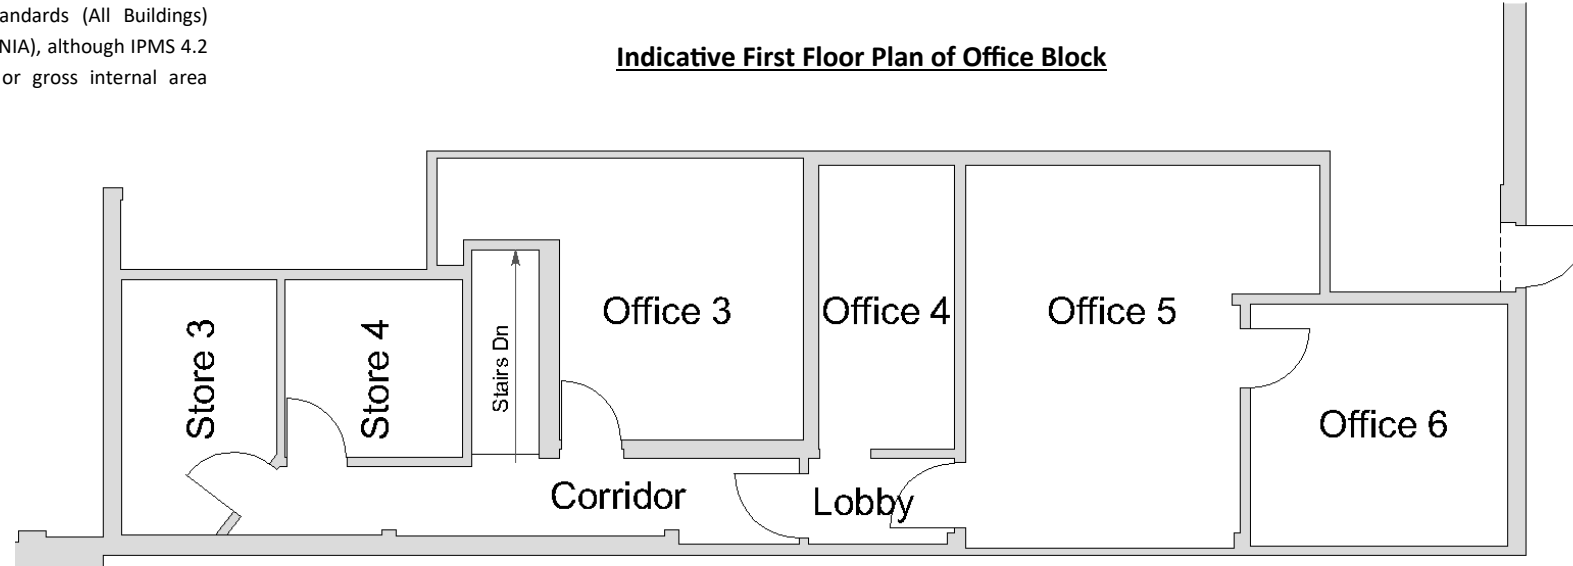 andards (All Buildings)
NIA), although IPMS 4.2
or gross internal area
Indicative First Floor Plan of Office Block
Store 3
Store 4
Stairs Dn
Office 3
Office 4
Office 5
Office 6
Corridor
Lobby